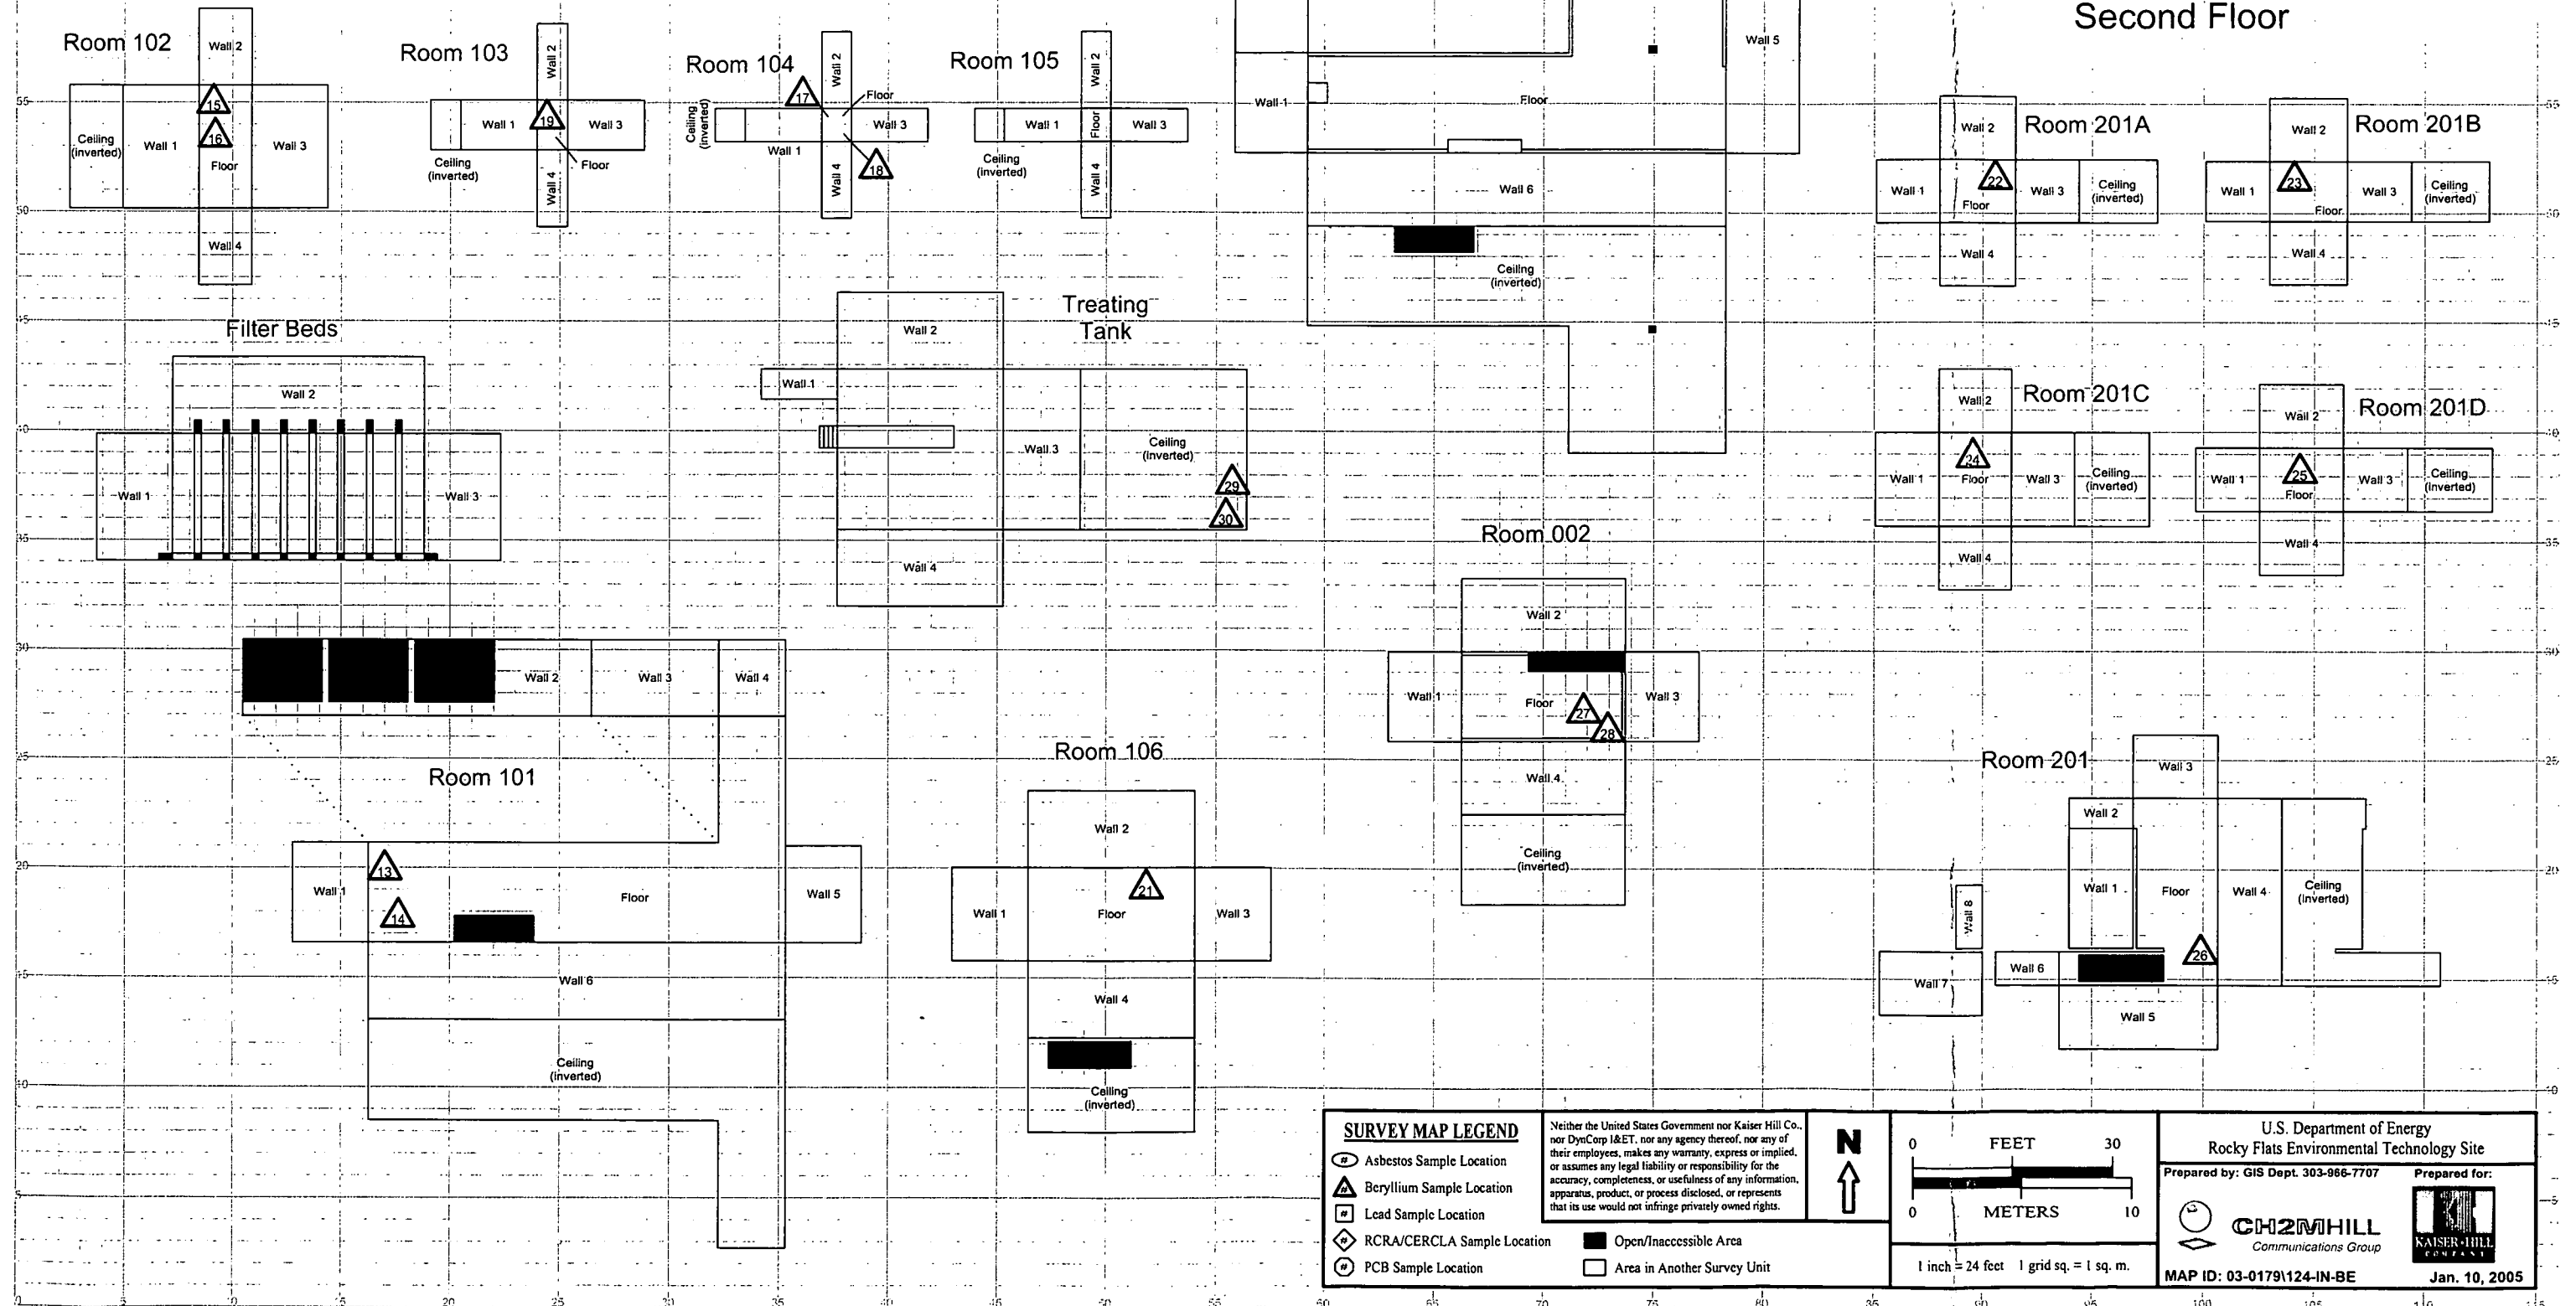 Second Floor
Room 102
Wall 2
15
16
Ceiling
(inverted)
Wall 1
Wall 3
Floor
Wall 4
Room 103
Wall 2
19
Wall 1
Wall 3
Ceiling
(inverted)
Floor
Wall 4
Room 104
Wall 2
17
Floor
Ceiling
(inverted)
Wall 3
Wall 1
Wall 4
18
Room 105
Wall 2
Wall 1
Floor
Wall 3
Ceiling
(inverted)
Wall 4
Wall 5
Wall 1
Floor
Wall 6
Ceiling
(inverted)
Room 201A
Wall 2
22
Wall 1
Wall 3
Ceiling
(inverted)
Floor
Wall 4
Room 201B
Wall 2
23
Wall 1
Wall 3
Ceiling
(inverted)
Floor
Wall 4
Filter Beds
Wall 2
Wall 1
Wall 3
Treating
Tank
Wall 2
Wall 1
Wall 3
Ceiling
(inverted)
29
30
Wall 4
Room 201C
Wall 2
24
Wall 1
Floor
Wall 3
Ceiling
(inverted)
Wall 4
Room 201D
Wall 2
25
Wall 1
Floor
Wall 3
Ceiling
(inverted)
Wall 4
Room 002
Wall 2
Wall 1
Floor
Wall 3
27
28
Wall 4
Ceiling
(inverted)
Wall 2
Wall 3
Wall 4
Room 101
13
14
Wall 1
Floor
Wall 5
Wall 6
Ceiling
(inverted)
Room 106
Wall 2
21
Wall 1
Floor
Wall 3
Wall 4
Ceiling
(inverted)
Room 201
Wall 3
Wall 2
Wall 1
Floor
Wall 4
Ceiling
(inverted)
Wall 8
26
Wall 6
Wall 7
Wall 5
SURVEY MAP LEGEND
# Asbestos Sample Location
# Beryllium Sample Location
# Lead Sample Location
# RCRA/CERCLA Sample Location
# PCB Sample Location
Open/Inaccessible Area
Area in Another Survey Unit
Neither the United States Government nor Kaiser Hill Co.,
nor DynCorp I&ET, nor any agency thereof, nor any of
their employees, makes any warranty, express or implied,
or assumes any legal liability or responsibility for the
accuracy, completeness, or usefulness of any information,
apparatus, product, or process disclosed, or represents
that its use would not infringe privately owned rights.
N
0 FEET 30
0 METERS 10
1 inch = 24 feet 1 grid sq. = 1 sq. m.
U.S. Department of Energy
Rocky Flats Environmental Technology Site
Prepared by: GIS Dept. 303-966-7707
Prepared for:
CH2MHILL
Communications Group
KAISER•HILL
COMPANY
MAP ID: 03-0179\124-IN-BE
Jan. 10, 2005